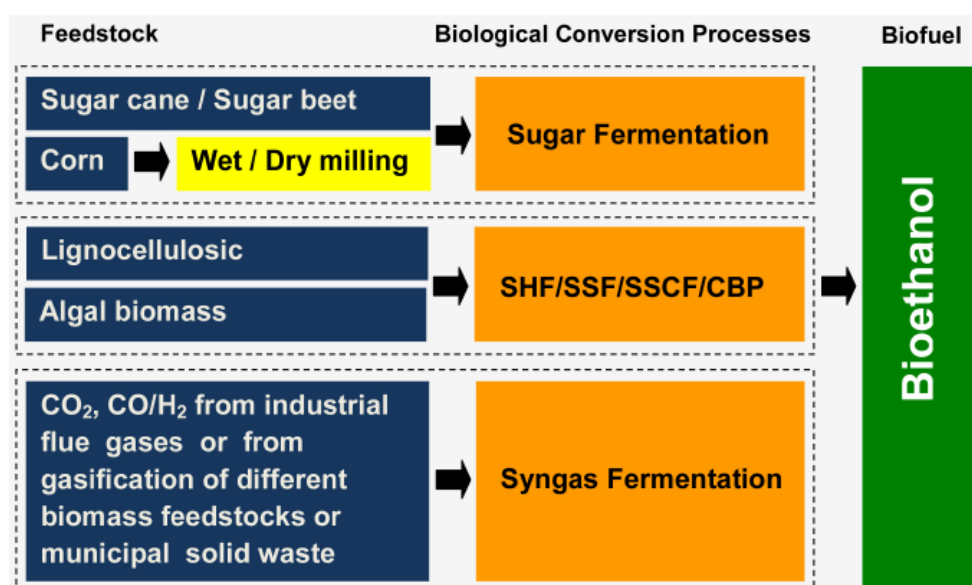 Feedstock
Biological Conversion Processes
Biofuel
Sugar cane / Sugar beet
Corn
Wet / Dry milling
Sugar Fermentation
Lignocellulosic
Algal biomass
SHF/SSF/SSCF/CBP
CO₂, CO/H₂ from industrial
flue gases or from
gasification of different
biomass feedstocks or
municipal solid waste
Syngas Fermentation
Bioethanol